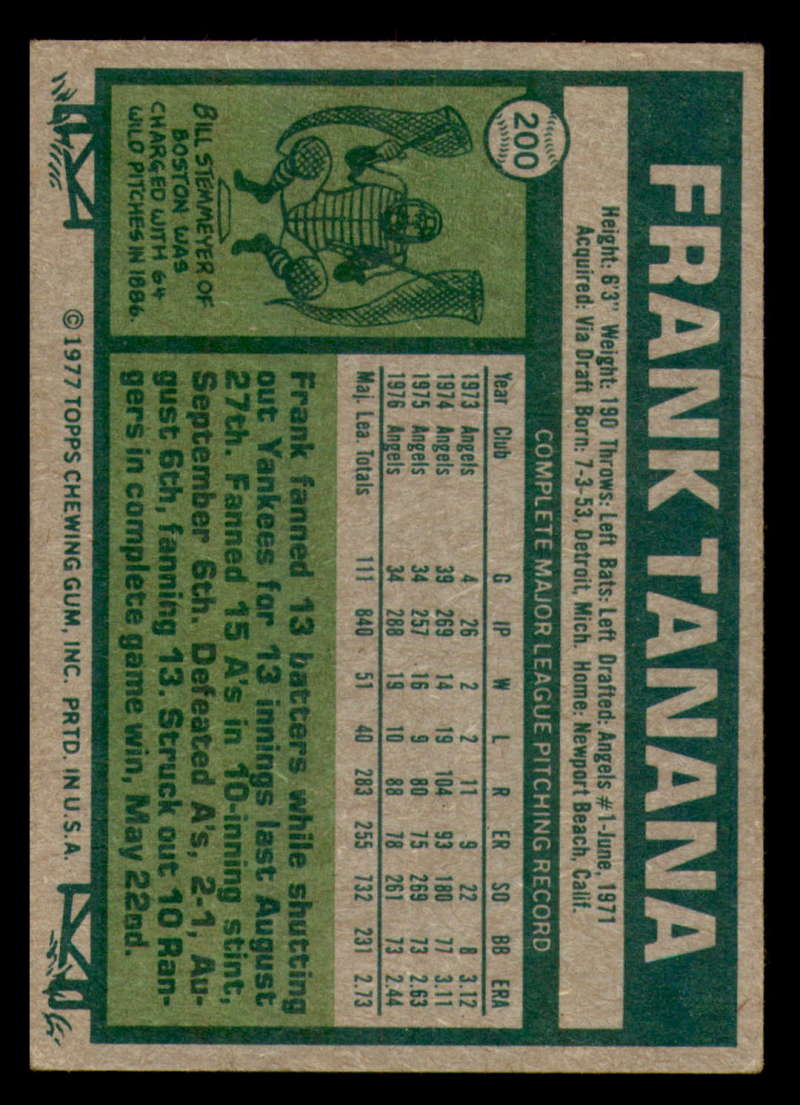 FRANK TANANA
Height: 6'3" Weight: 190 Throws: Left Bats: Left Drafted: Angels #1-June, 1971
Acquired: Via Draft Born: 7-3-53, Detroit, Mich. Home: Newport Beach, Calif.
200
BILL STEMMEYER OF
BOSTON WAS
CHARGED WITH 64
WILD PITCHES IN 1886.
COMPLETE MAJOR LEAGUE PITCHING RECORD
Year Club G IP W L R ER SO BB ERA
1973 Angels 4 26 2 2 11 9 22 8 3.12
1974 Angels 39 269 14 19 104 93 180 77 3.11
1975 Angels 34 257 16 9 80 75 269 73 2.63
1976 Angels 34 288 19 10 88 78 261 73 2.44
Maj. Lea. Totals 111 840 51 40 283 255 732 231 2.73
Frank fanned 13 batters while shutting
out Yankees for 13 innings last August
27th. Fanned 15 A's in 10-inning stint,
September 6th. Defeated A's, 2-1, Au-
gust 6th, fanning 13. Struck out 10 Ran-
gers in complete game win, May 22nd.
© 1977 TOPPS CHEWING GUM, INC. PRTD. IN U.S.A.